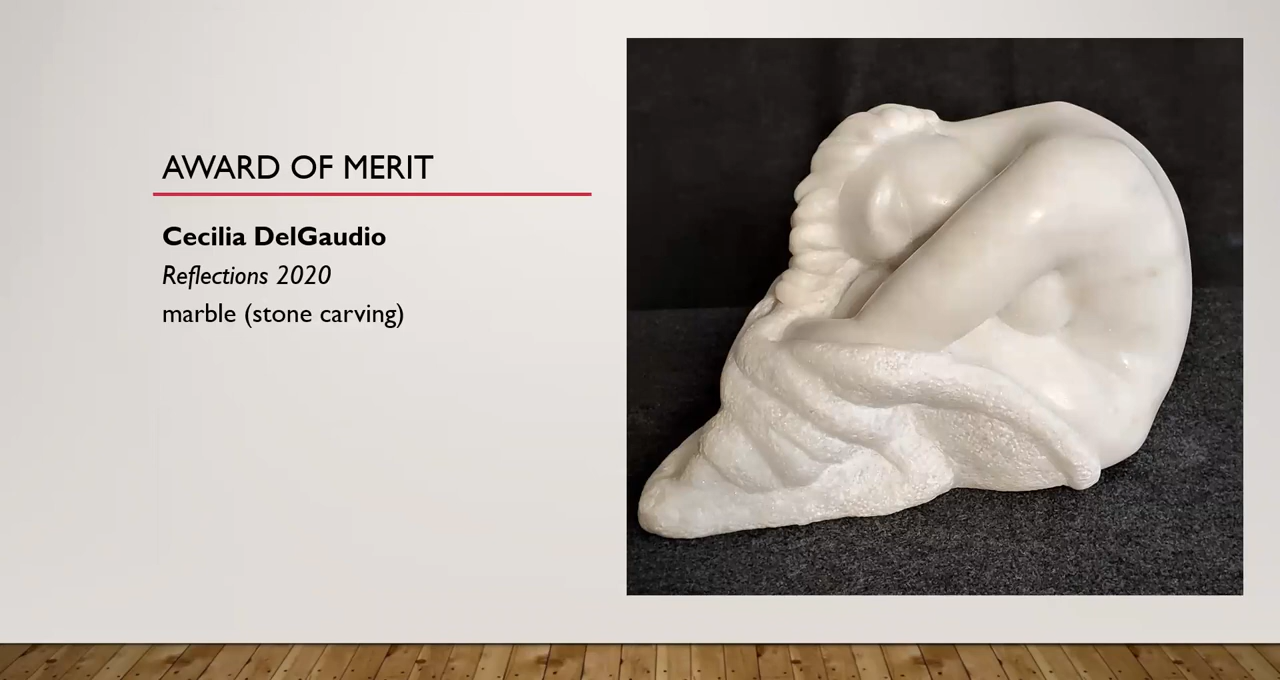 AWARD OF MERIT
Cecilia DelGaudio
Reflections 2020
marble (stone carving)